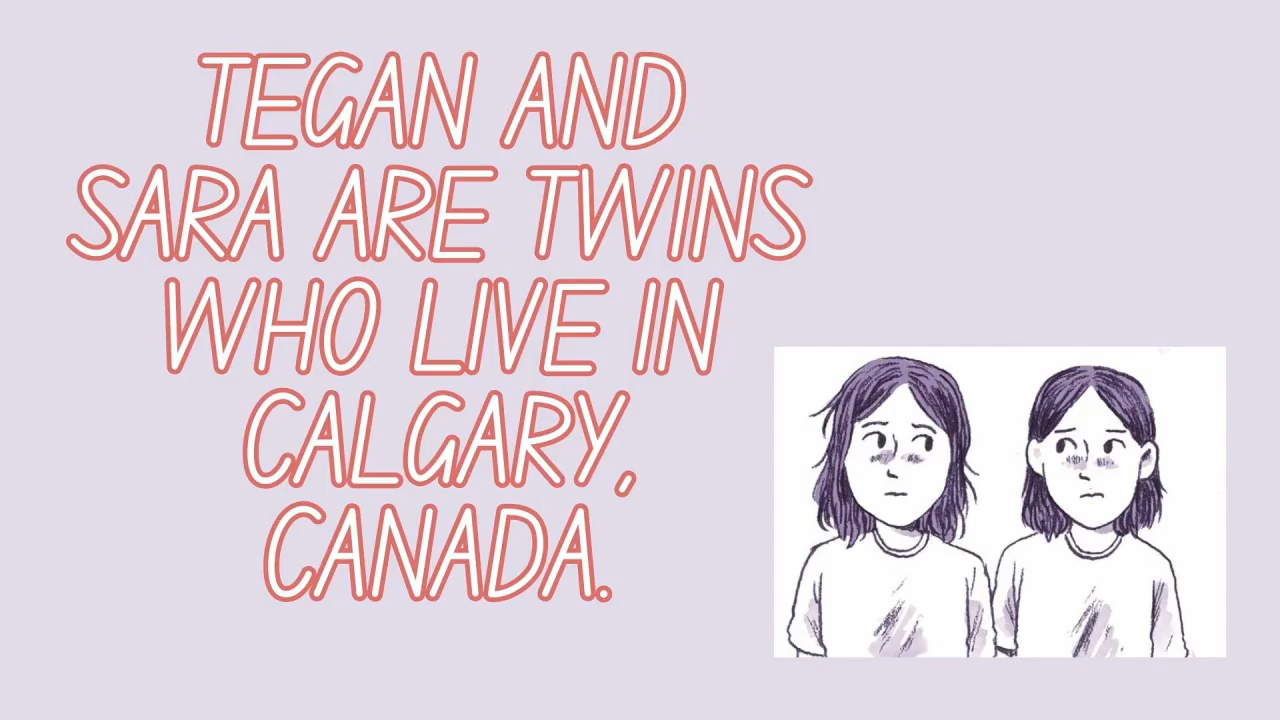 TEGAN AND
SARA ARE TWINS
WHO LIVE IN
CALGARY,
CANADA.